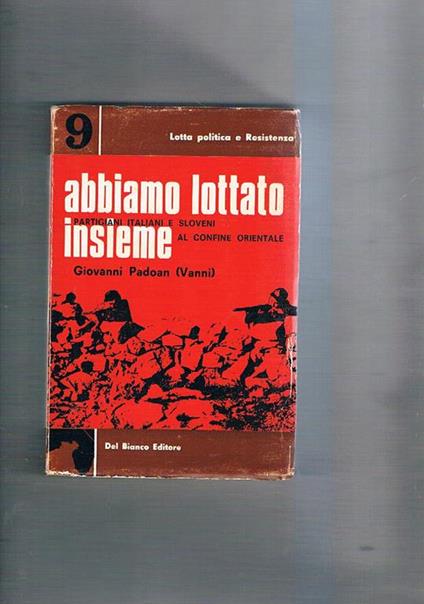 9
Lotta politica e Resistenza
abbiamo lottato
PARTIGIANI ITALIANI E SLOVENI
insieme
AL CONFINE ORIENTALE
Giovanni Padoan (Vanni)
Del Bianco Editore